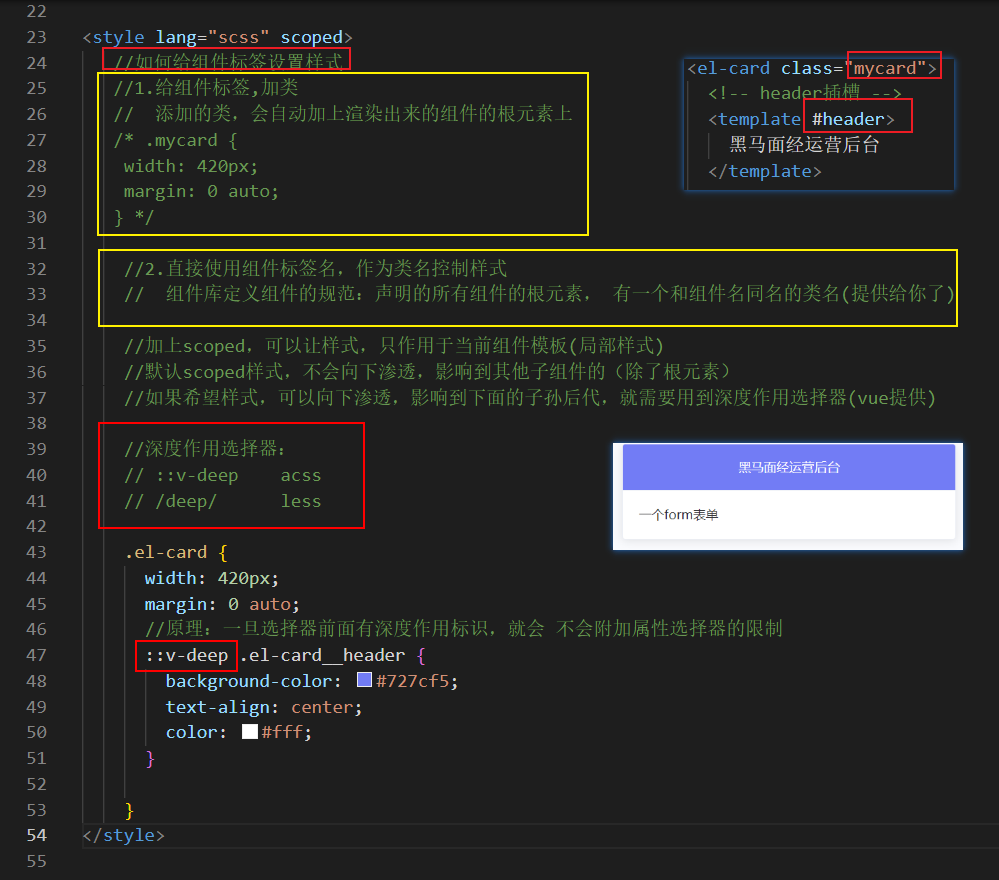 22
23 <style lang="scss" scoped>
24 //如何给组件标签设置样式
25 //1.给组件标签,加类
26 // 添加的类，会自动加上渲染出来的组件的根元素上
27 /* .mycard {
28 width: 420px;
29 margin: 0 auto;
30 } */
31
32 //2.直接使用组件标签名，作为类名控制样式
33 // 组件库定义组件的规范：声明的所有组件的根元素， 有一个和组件名同名的类名(提供给你了)
34
35 //加上scoped，可以让样式，只作用于当前组件模板(局部样式)
36 //默认scoped样式，不会向下渗透，影响到其他子组件的（除了根元素）
37 //如果希望样式，可以向下渗透，影响到下面的子孙后代，就需要用到深度作用选择器(vue提供)
38
39 //深度作用选择器：
40 // ::v-deep acss
41 // /deep/ less
42
43 .el-card {
44 width: 420px;
45 margin: 0 auto;
46 //原理：一旦选择器前面有深度作用标识，就会 不会附加属性选择器的限制
47 ::v-deep .el-card__header {
48 background-color: #727cf5;
49 text-align: center;
50 color: #fff;
51 }
52
53 }
54 </style>
55
<el-card class="mycard">
<!-- header插槽 -->
<template #header>
黑马面经运营后台
</template>
黑马面经运营后台
一个form表单